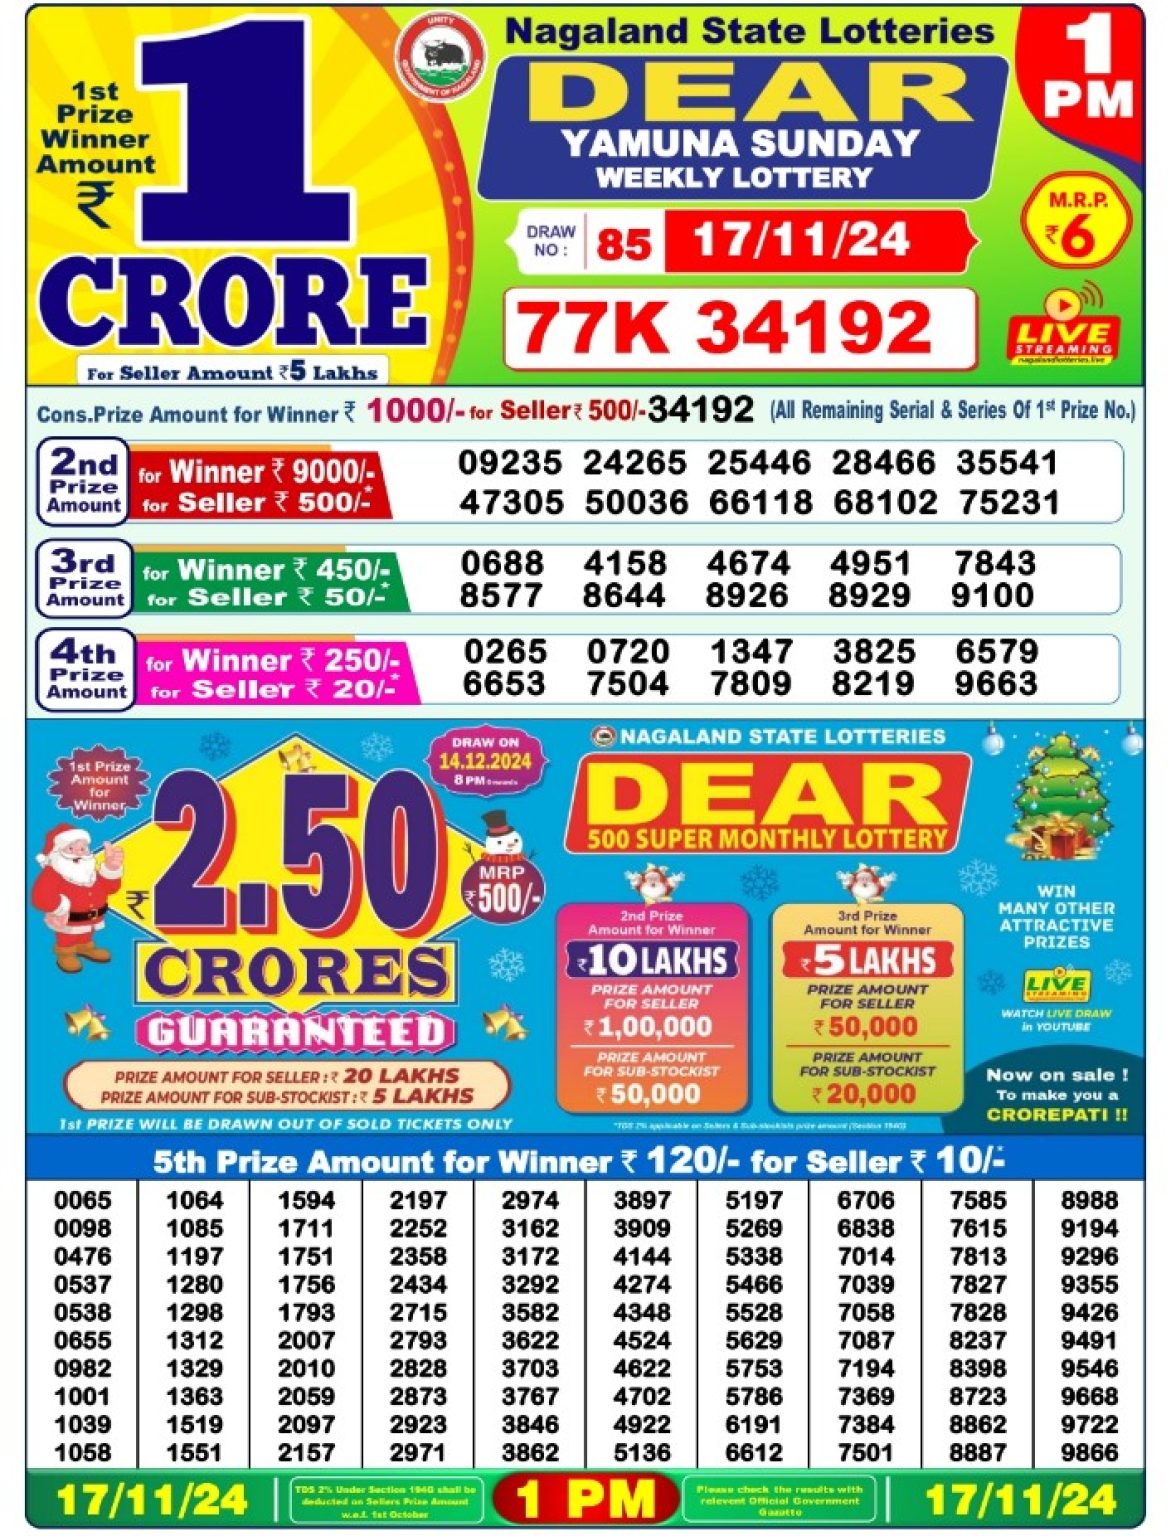 1st
Prize
Winner
Amount
₹
1
CRORE
For Seller Amount ₹5 Lakhs
UNITY
GOVERNMENT OF NAGALAND
Nagaland State Lotteries
DEAR
YAMUNA SUNDAY
WEEKLY LOTTERY
1
PM
DRAW
NO :
85
17/11/24
M.R.P.
₹6
77K 34192
LIVE
STREAMING
nagalandlotteries.live
Cons.Prize Amount for Winner ₹ 1000/- for Seller ₹ 500/- 34192 (All Remaining Serial & Series Of 1st Prize No.)
2nd
Prize
Amount
for Winner ₹ 9000/-
for Seller ₹ 500/-*
09235 24265 25446 28466 35541
47305 50036 66118 68102 75231
3rd
Prize
Amount
for Winner ₹ 450/-
for Seller ₹ 50/-*
0688 4158 4674 4951 7843
8577 8644 8926 8929 9100
4th
Prize
Amount
for Winner ₹ 250/-
for Seller ₹ 20/-*
0265 0720 1347 3825 6579
6653 7504 7809 8219 9663
1st Prize
Amount
for
Winner
₹2.50
CRORES
GUARANTEED
DRAW ON
14.12.2024
8 PM Onwards
MRP
₹500/-
PRIZE AMOUNT FOR SELLER : ₹ 20 LAKHS
PRIZE AMOUNT FOR SUB-STOCKIST : ₹ 5 LAKHS
1st PRIZE WILL BE DRAWN OUT OF SOLD TICKETS ONLY
NAGALAND STATE LOTTERIES
DEAR
500 SUPER MONTHLY LOTTERY
2nd Prize
Amount for Winner
₹10 LAKHS
PRIZE AMOUNT
FOR SELLER
₹1,00,000
PRIZE AMOUNT
FOR SUB-STOCKIST
₹50,000
3rd Prize
Amount for Winner
₹5 LAKHS
PRIZE AMOUNT
FOR SELLER
₹50,000
PRIZE AMOUNT
FOR SUB-STOCKIST
₹20,000
*TDS 2% applicable on Sellers & Sub-stockists prize amount (Section 194G)
WIN
MANY OTHER
ATTRACTIVE
PRIZES
LIVE
STREAMING
WATCH LIVE DRAW
in YOUTUBE
Now on sale !
To make you a
CROREPATI !!
5th Prize Amount for Winner ₹ 120/- for Seller ₹ 10/-*
0065 1064 1594 2197 2974 3897 5197 6706 7585 8988
0098 1085 1711 2252 3162 3909 5269 6838 7615 9194
0476 1197 1751 2358 3172 4144 5338 7014 7813 9296
0537 1280 1756 2434 3292 4274 5466 7039 7827 9355
0538 1298 1793 2715 3582 4348 5528 7058 7828 9426
0655 1312 2007 2793 3622 4524 5629 7087 8237 9491
0982 1329 2010 2828 3703 4622 5753 7194 8398 9546
1001 1363 2059 2873 3767 4702 5786 7369 8723 9668
1039 1519 2097 2923 3846 4922 6191 7384 8862 9722
1058 1551 2157 2971 3862 5136 6612 7501 8887 9866
17/11/24
TDS 2% Under Section 194G shall be
deducted on Sellers Prize Amount
w.e.f. 1st October
1 PM
Please check the results with
relevent Official Government
Gazatte
17/11/24